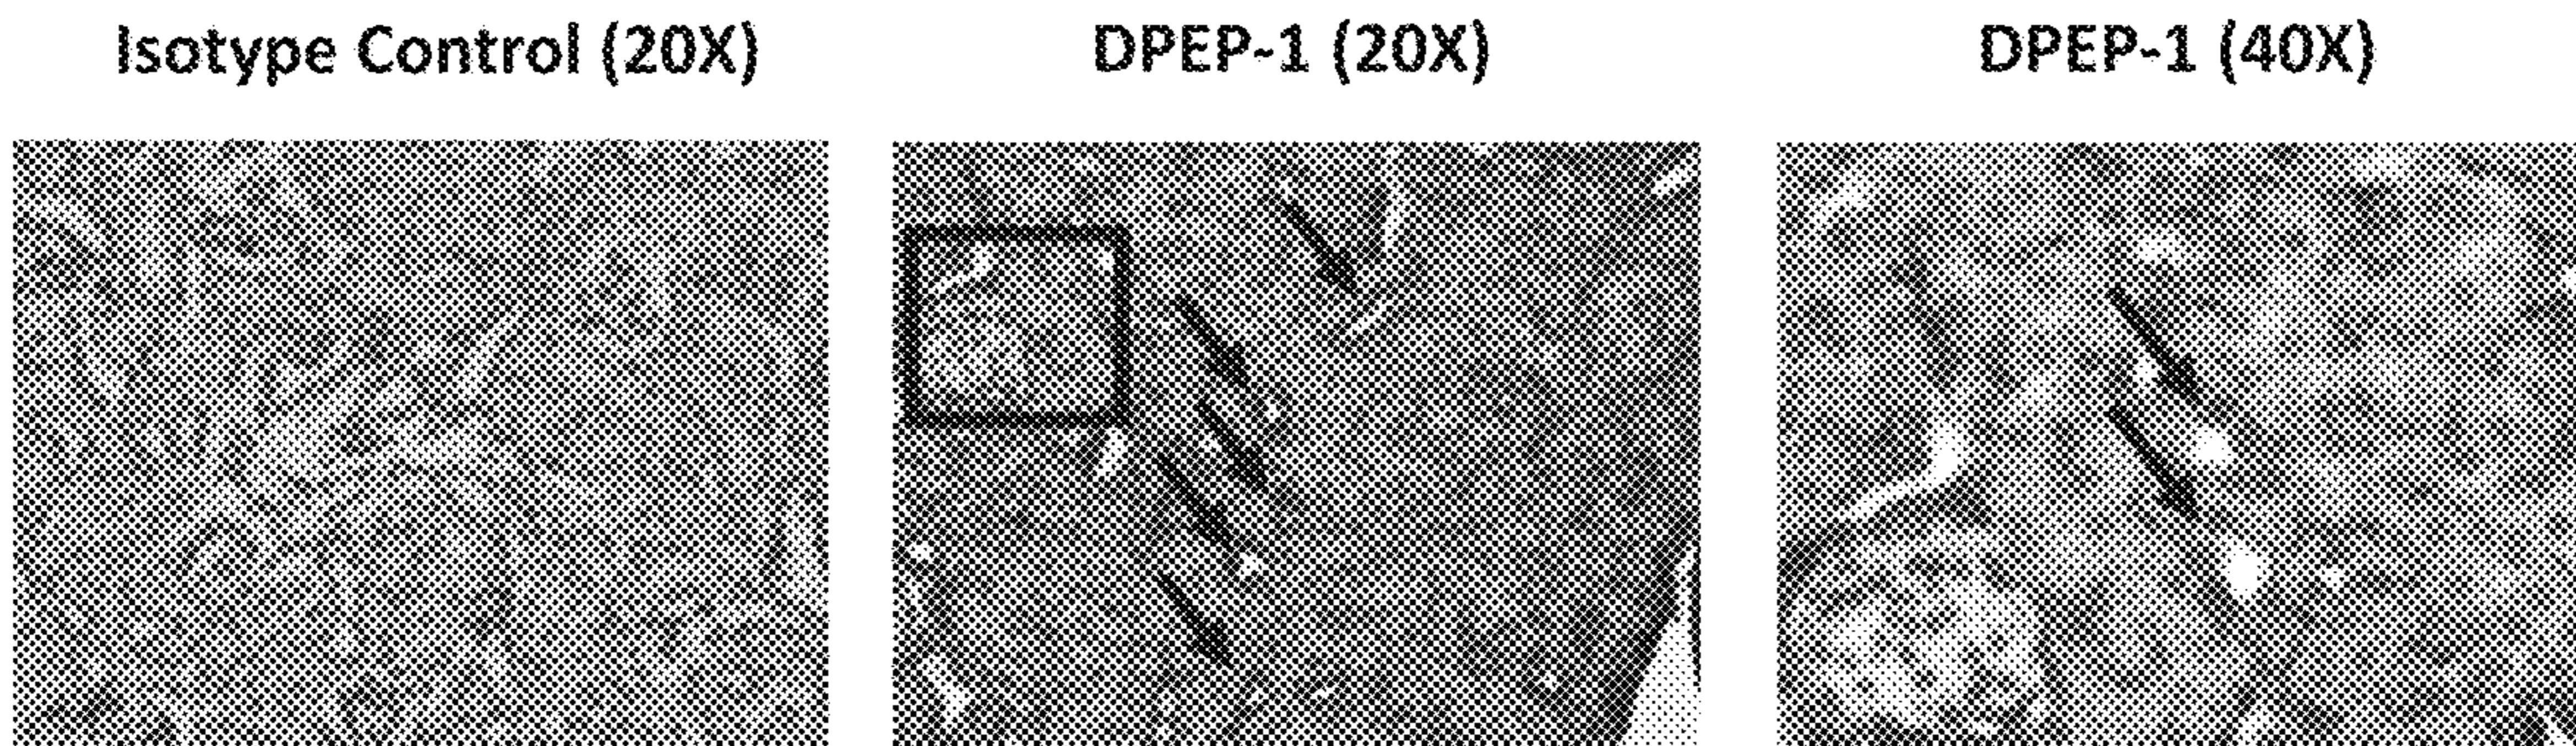 Isotype Control (20X)
DPEP-1 (20X)
DPEP-1 (40X)